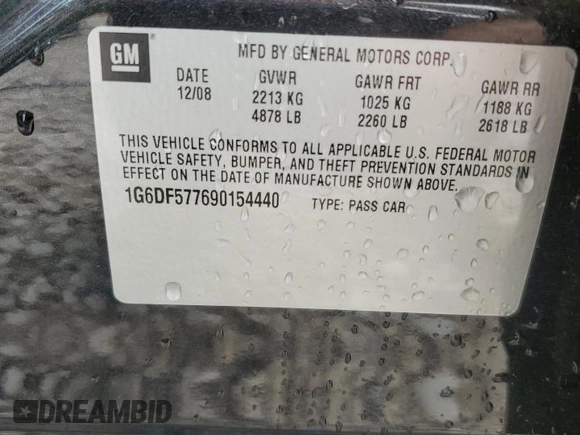 GM
MFD BY GENERAL MOTORS CORP.
DATE GVWR GAWR FRT GAWR RR
12/08 2213 KG 1025 KG 1188 KG
4878 LB 2260 LB 2618 LB
THIS VEHICLE CONFORMS TO ALL APPLICABLE U.S. FEDERAL MOTOR
VEHICLE SAFETY, BUMPER, AND THEFT PREVENTION STANDARDS IN
EFFECT ON THE DATE OF MANUFACTURE SHOWN ABOVE.
1G6DF577690154440 TYPE: PASS CAR
DREAMBID